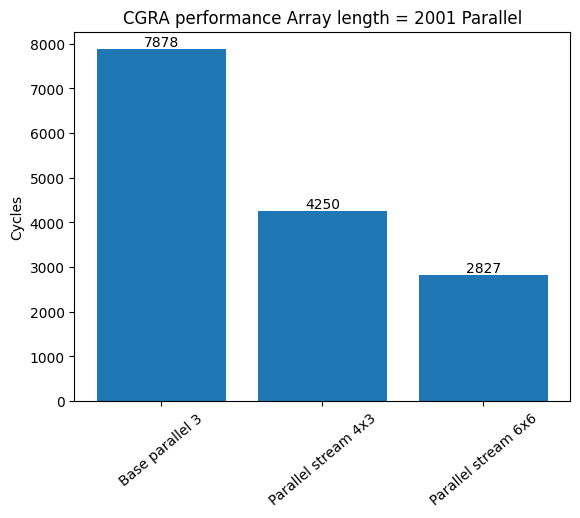 CGRA performance Array length = 2001 Parallel
8000
7000
6000
5000
4000
3000
2000
1000
0
Cycles
7878
4250
2827
Base parallel 3
Parallel stream 4x3
Parallel stream 6x6